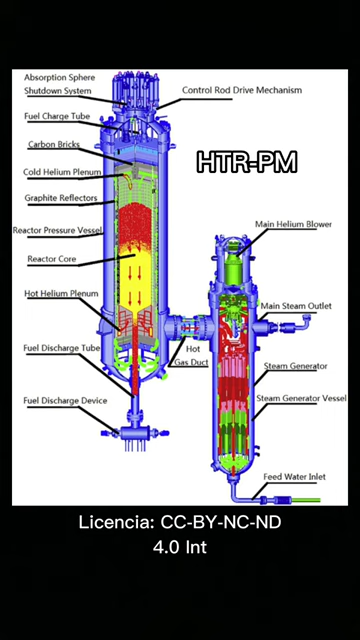 Absorption Sphere
Shutdown System
Control Rod Drive Mechanism
Fuel Charge Tube
Carbon Bricks
HTR-PM
Cold Helium Plenum
Graphite Reflectors
Main Helium Blower
Reactor Pressure Vessel
Reactor Core
Hot Helium Plenum
Main Steam Outlet
Fuel Discharge Tube
Hot
Gas Duct
Steam Generator
Fuel Discharge Device
Steam Generator Vessel
Feed Water Inlet
Licencia: CC-BY-NC-ND
4.0 Int